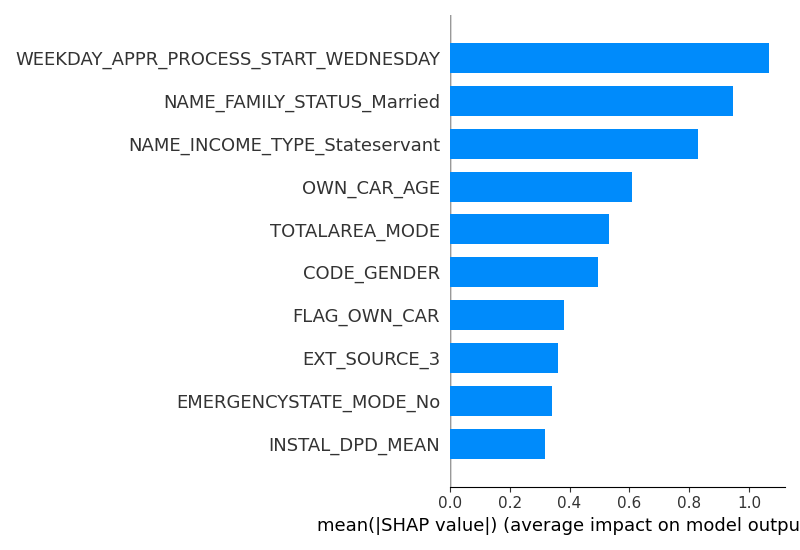 WEEKDAY_APPR_PROCESS_START_WEDNESDAY
NAME_FAMILY_STATUS_Married
NAME_INCOME_TYPE_Stateservant
OWN_CAR_AGE
TOTALAREA_MODE
CODE_GENDER
FLAG_OWN_CAR
EXT_SOURCE_3
EMERGENCYSTATE_MODE_No
INSTAL_DPD_MEAN
0.0 0.2 0.4 0.6 0.8 1.0
mean(|SHAP value|) (average impact on model outpu